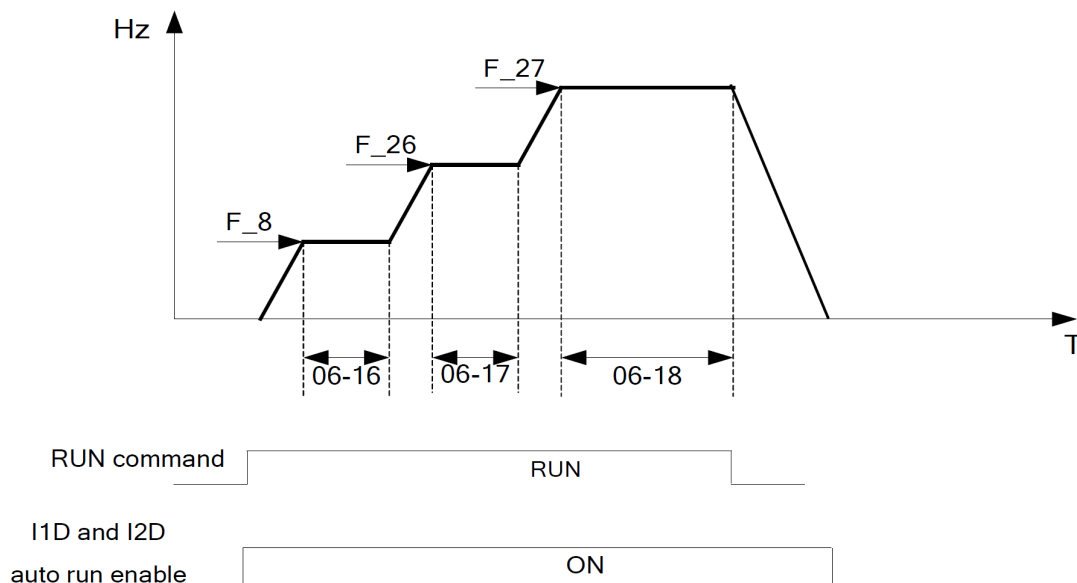 Hz
F_27
F_26
F_8
T
06-16
06-17
06-18
RUN command
RUN
I1D and I2D
auto run enable
ON